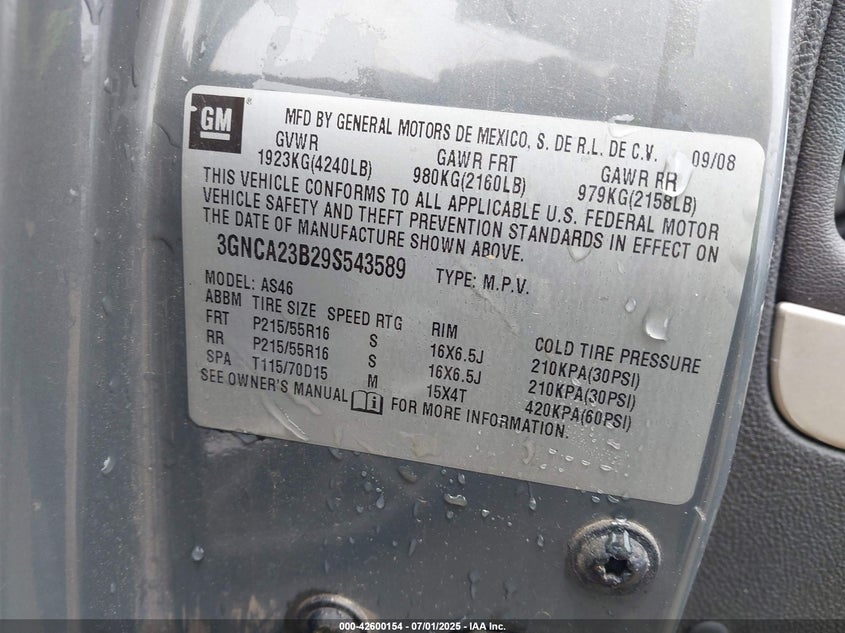 GM ® MFD BY GENERAL MOTORS DE MEXICO, S. DE R.L. DE C.V. 09/08
GVWR GAWR FRT GAWR RR
1923KG(4240LB) 980KG(2160LB) 979KG(2158LB)
THIS VEHICLE CONFORMS TO ALL APPLICABLE U.S. FEDERAL MOTOR
VEHICLE SAFETY AND THEFT PREVENTION STANDARDS IN EFFECT ON
THE DATE OF MANUFACTURE SHOWN ABOVE.
3GNCA23B29S543589 TYPE: M.P.V.
MODEL: AS46
ABBM TIRE SIZE SPEED RTG RIM COLD TIRE PRESSURE
FRT P215/55R16 S 16X6.5J 210KPA(30PSI)
RR P215/55R16 S 16X6.5J 210KPA(30PSI)
SPA T115/70D15 M 15X4T 420KPA(60PSI)
SEE OWNER'S MANUAL i FOR MORE INFORMATION.
000-42600154 - 07/01/2025 - IAA Inc.